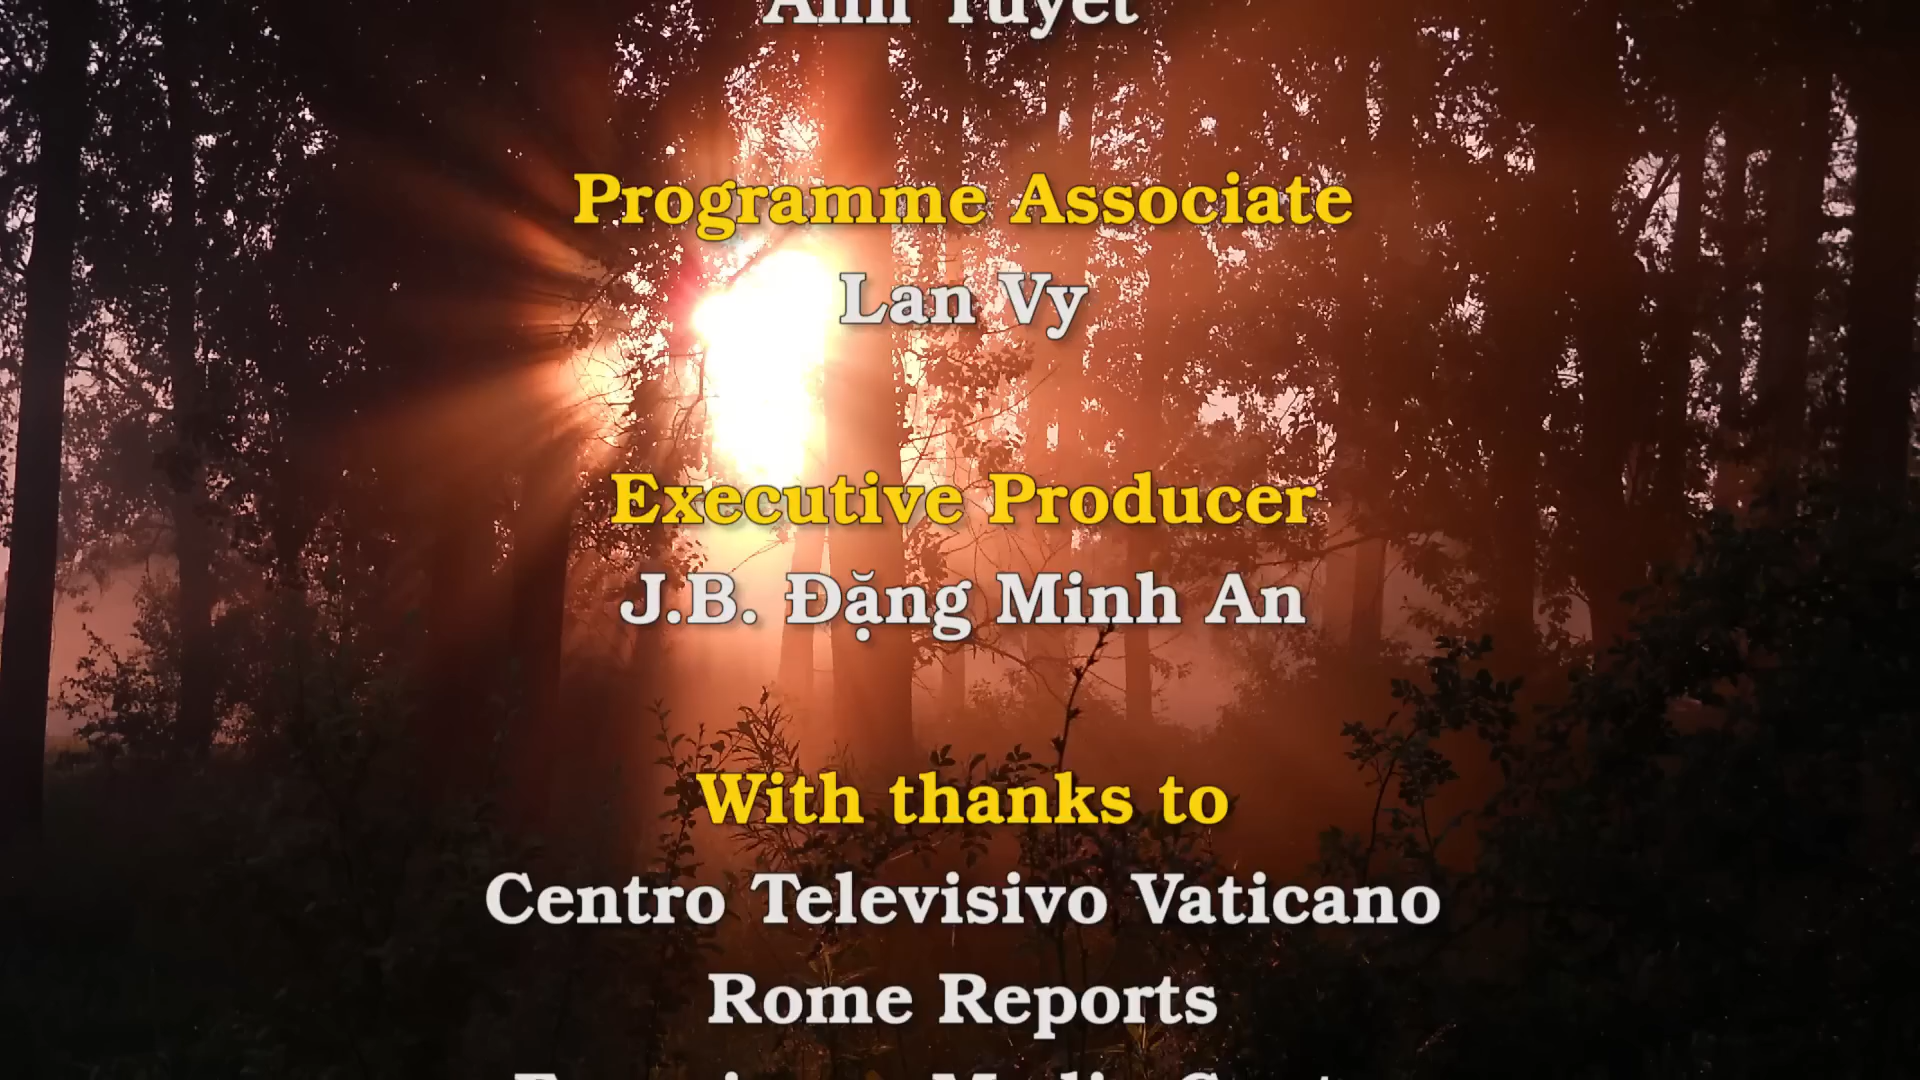 Programme Associate
Lan Vy
Executive Producer
J.B. Đặng Minh An
With thanks to
Centro Televisivo Vaticano
Rome Reports